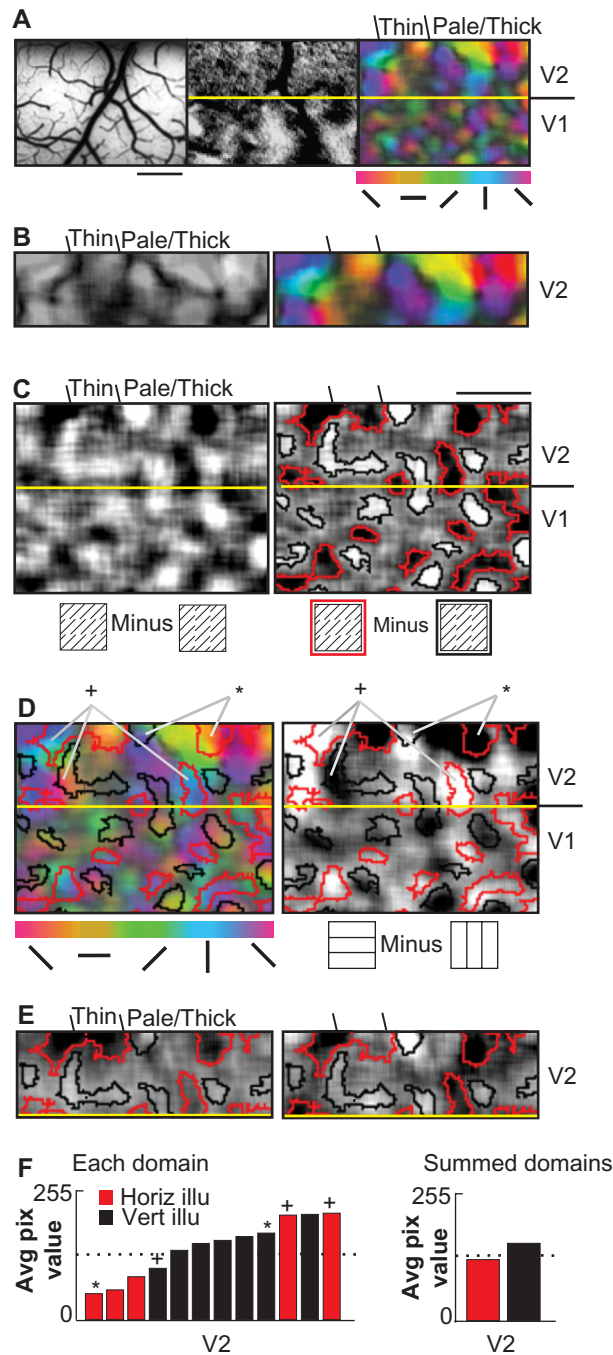 A
Thin Pale/Thick
V2
V1
B
Thin Pale/Thick
V2
C
Thin Pale/Thick
V2
V1
Minus
Minus
D
+ *
+ *
V2
V1
Minus
E
Thin Pale/Thick
V2
F
Each domain
Summed domains
255
Avg pix
value
0
Horiz illu
Vert illu
* + * + +
V2
255
Avg pix
value
0
V2